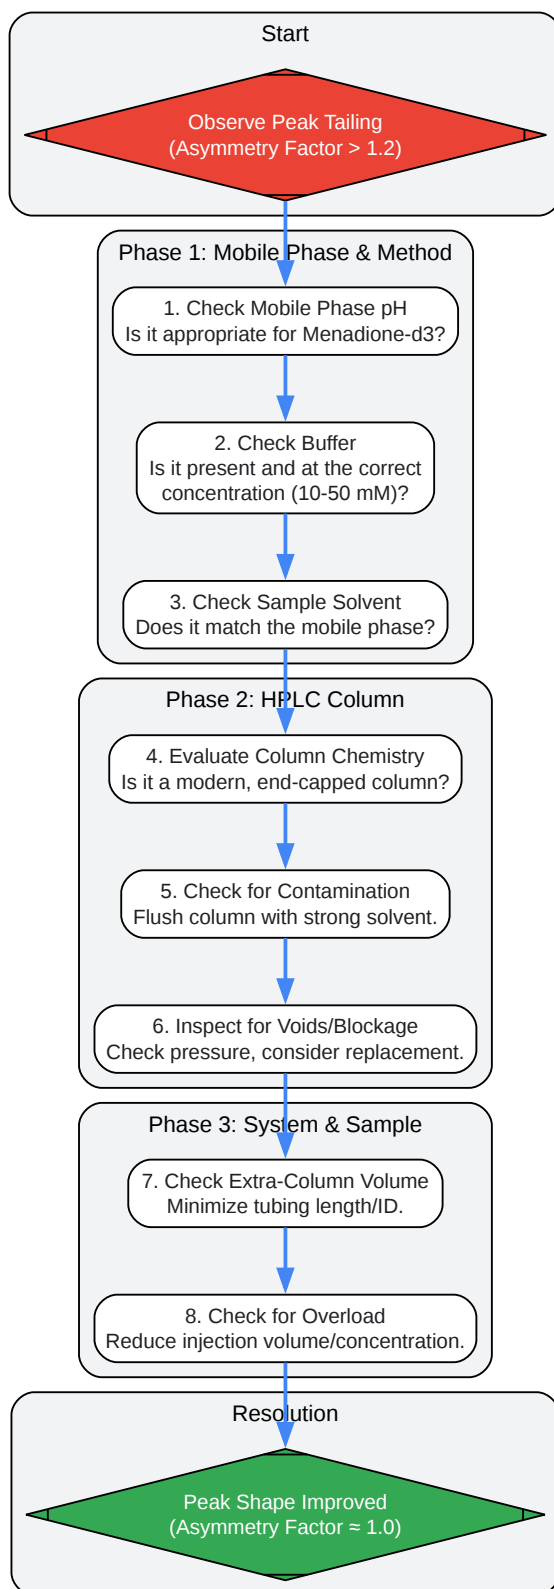 Start
Observe Peak Tailing
(Asymmetry Factor > 1.2)
Phase 1: Mobile Phase & Method
1. Check Mobile Phase pH
Is it appropriate for Menadione-d3?
2. Check Buffer
Is it present and at the correct
concentration (10-50 mM)?
3. Check Sample Solvent
Does it match the mobile phase?
Phase 2: HPLC Column
4. Evaluate Column Chemistry
Is it a modern, end-capped column?
5. Check for Contamination
Flush column with strong solvent.
6. Inspect for Voids/Blockage
Check pressure, consider replacement.
Phase 3: System & Sample
7. Check Extra-Column Volume
Minimize tubing length/ID.
8. Check for Overload
Reduce injection volume/concentration.
Resolution
Peak Shape Improved
(Asymmetry Factor ≈ 1.0)